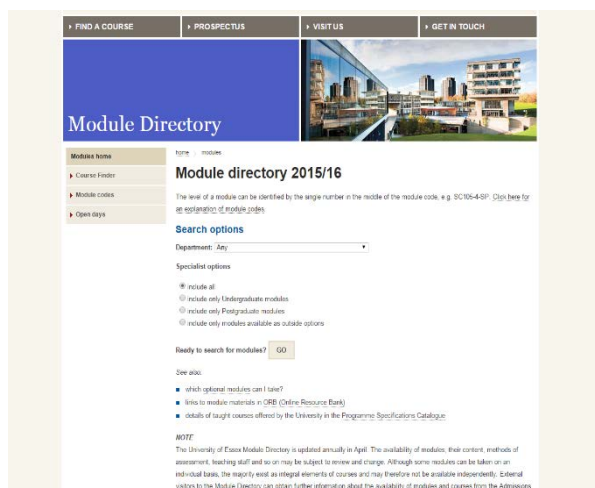 FIND A COURSE
PROSPECTUS
VISIT US
GET IN TOUCH
Module Directory
Modules home
Course Finder
Module codes
Open days
home modules
Module directory 2015/16
The level of a module can be identified by the single number in the middle of the module code, e.g. SC105-4-SP. Click here for
an explanation of module codes.
Search options
Department: Any
Specialist options
include all
include only Undergraduate modules
include only Postgraduate modules
include only modules available as outside options
Ready to search for modules? GO
See also:
which optional modules can I take?
links to module materials in ORB (Online Resource Bank)
details of taught courses offered by the University in the Programme Specifications Catalogue
NOTE
The University of Essex Module Directory is updated annually in April. The availability of modules, their content, methods of
assessment, teaching staff and so on may be subject to review and change. Although some modules can be taken on an
individual basis, the majority exist as integral elements of courses and may therefore not be available independently. External
visitors to the Module Directory can obtain further information about the availability of modules and courses from the Admissions